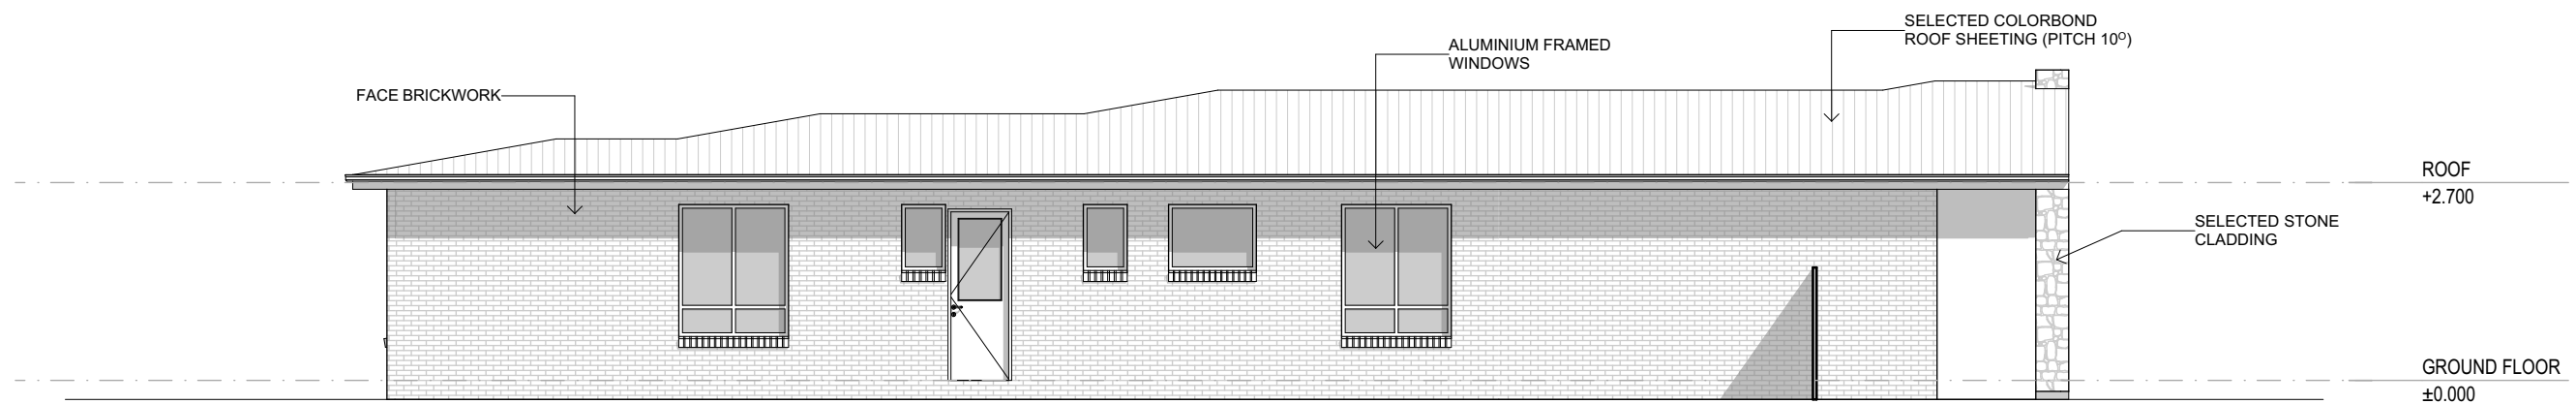 SELECTED COLORBOND
ROOF SHEETING (PITCH 10º)
ALUMINIUM FRAMED
WINDOWS
FACE BRICKWORK
ROOF
+2.700
SELECTED STONE
CLADDING
GROUND FLOOR
±0.000